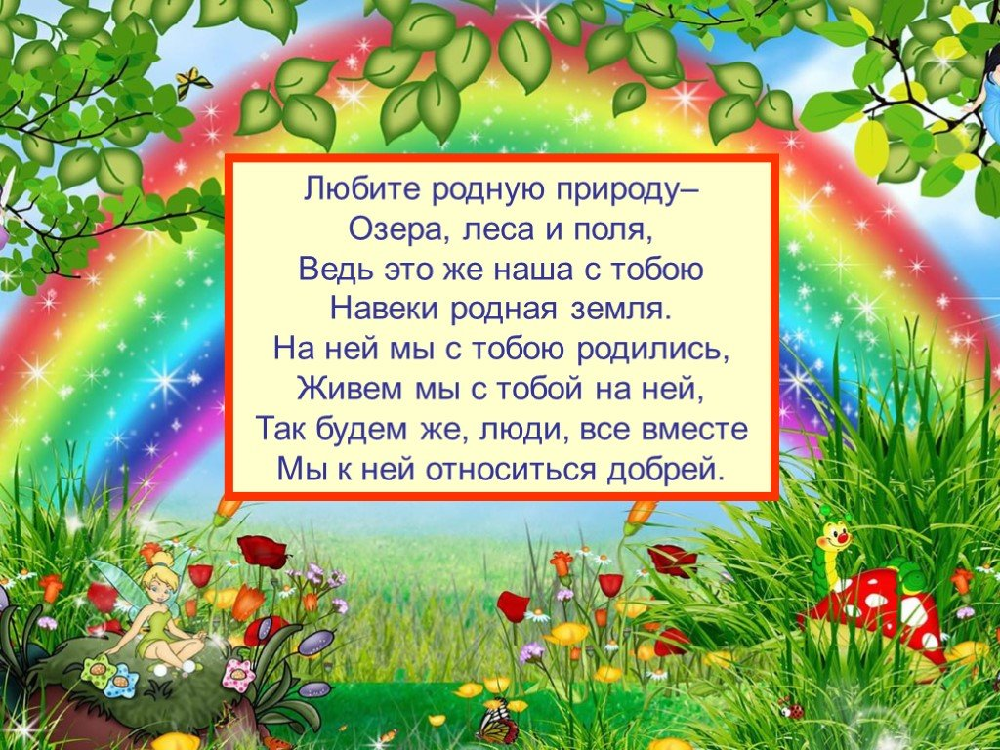 Любите родную природу–
Озера, леса и поля,
Ведь это же наша с тобою
Навеки родная земля.
На ней мы с тобою родились,
Живем мы с тобой на ней,
Так будем же, люди, все вместе
Мы к ней относиться добрей.